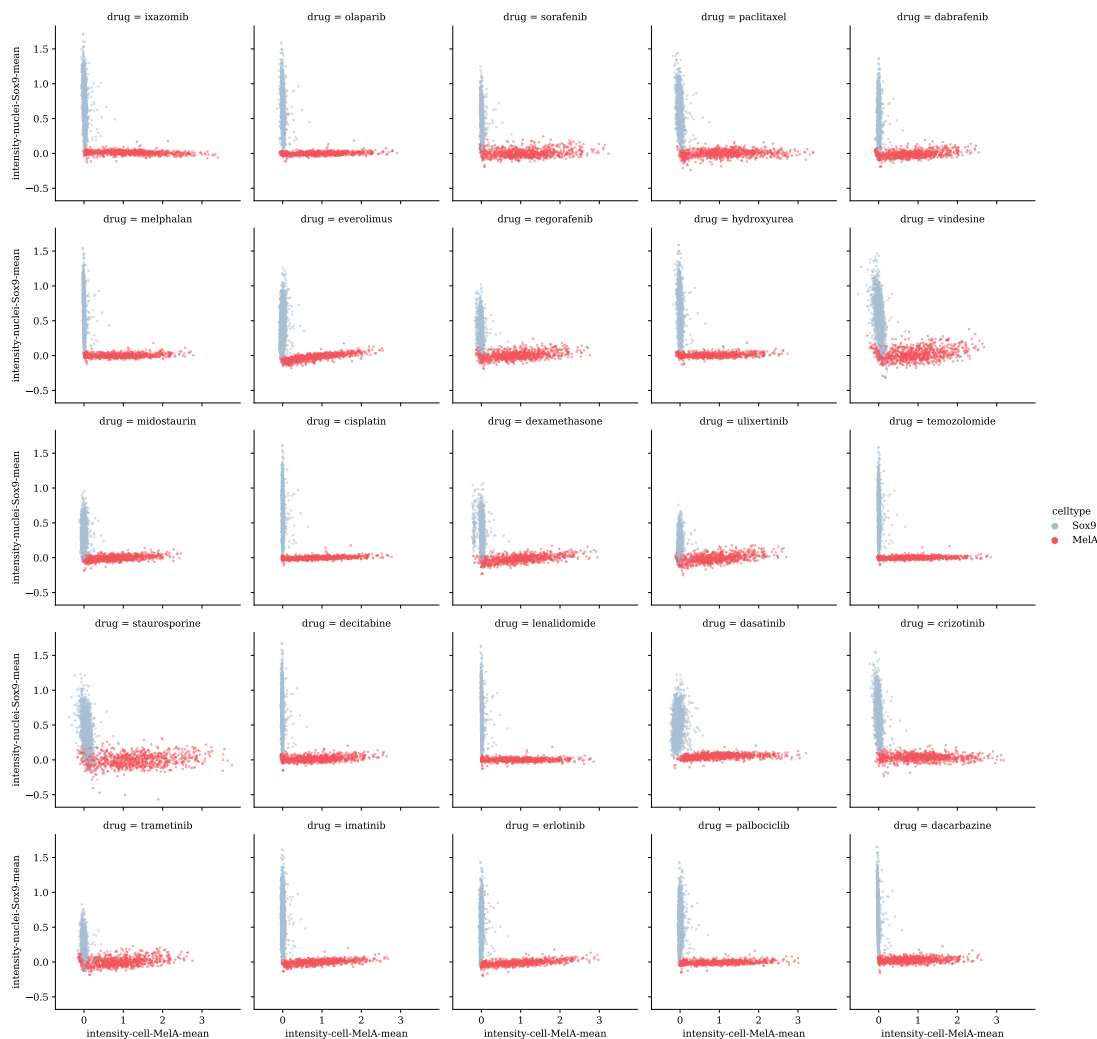 drug = ixazomib
drug = olaparib
drug = sorafenib
drug = paclitaxel
drug = dabrafenib
intensity-nuclei-Sox9-mean
1.5
1.0
0.5
0.0
−0.5
drug = melphalan
drug = everolimus
drug = regorafenib
drug = hydroxyurea
drug = vindesine
intensity-nuclei-Sox9-mean
1.5
1.0
0.5
0.0
−0.5
drug = midostaurin
drug = cisplatin
drug = dexamethasone
drug = ulixertinib
drug = temozolomide
intensity-nuclei-Sox9-mean
1.5
1.0
0.5
0.0
−0.5
celltype
Sox9
MelA
drug = staurosporine
drug = decitabine
drug = lenalidomide
drug = dasatinib
drug = crizotinib
intensity-nuclei-Sox9-mean
1.5
1.0
0.5
0.0
−0.5
drug = trametinib
drug = imatinib
drug = erlotinib
drug = palbociclib
drug = dacarbazine
intensity-nuclei-Sox9-mean
1.5
1.0
0.5
0.0
−0.5
0 1 2 3
0 1 2 3
0 1 2 3
0 1 2 3
0 1 2 3
intensity-cell-MelA-mean
intensity-cell-MelA-mean
intensity-cell-MelA-mean
intensity-cell-MelA-mean
intensity-cell-MelA-mean